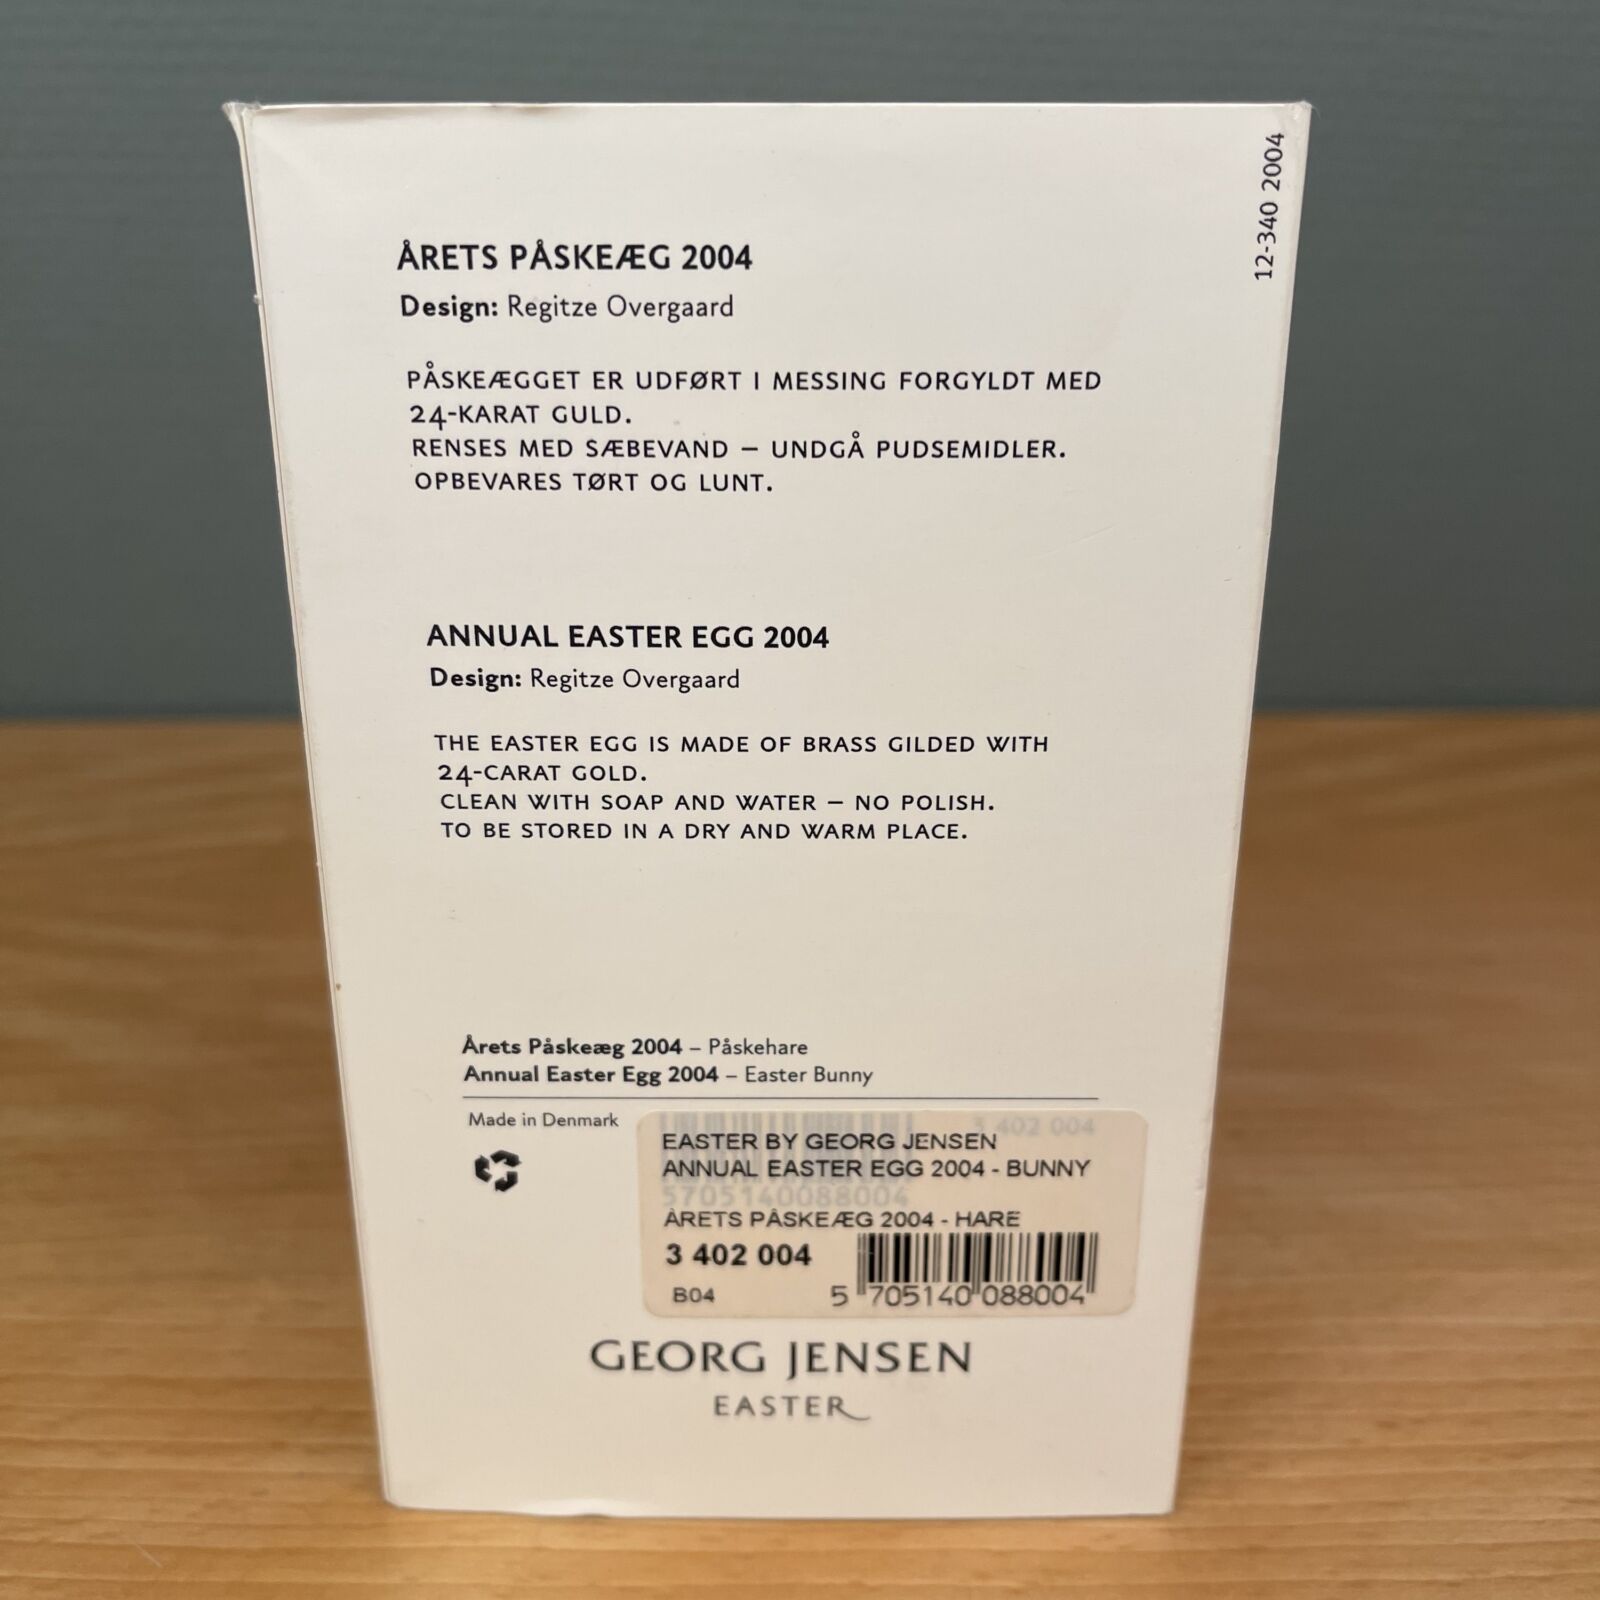 12-340 2004
ÅRETS PÅSKEÆG 2004
Design: Regitze Overgaard
PÅSKEÆGGET ER UDFØRT I MESSING FORGYLDT MED
24-KARAT GULD.
RENSES MED SÆBEVAND – UNDGÅ PUDSEMIDLER.
OPBEVARES TØRT OG LUNT.
ANNUAL EASTER EGG 2004
Design: Regitze Overgaard
THE EASTER EGG IS MADE OF BRASS GILDED WITH
24-CARAT GOLD.
CLEAN WITH SOAP AND WATER – NO POLISH.
TO BE STORED IN A DRY AND WARM PLACE.
Årets Påskeæg 2004 – Påskehare
Annual Easter Egg 2004 – Easter Bunny
Made in Denmark
3 402 004
EASTER BY GEORG JENSEN
ANNUAL EASTER EGG 2004 - BUNNY
5705140088004
ÅRETS PÅSKEÆG 2004 - HARE
3 402 004
B04
5 705140 088004
GEORG JENSEN
EASTER